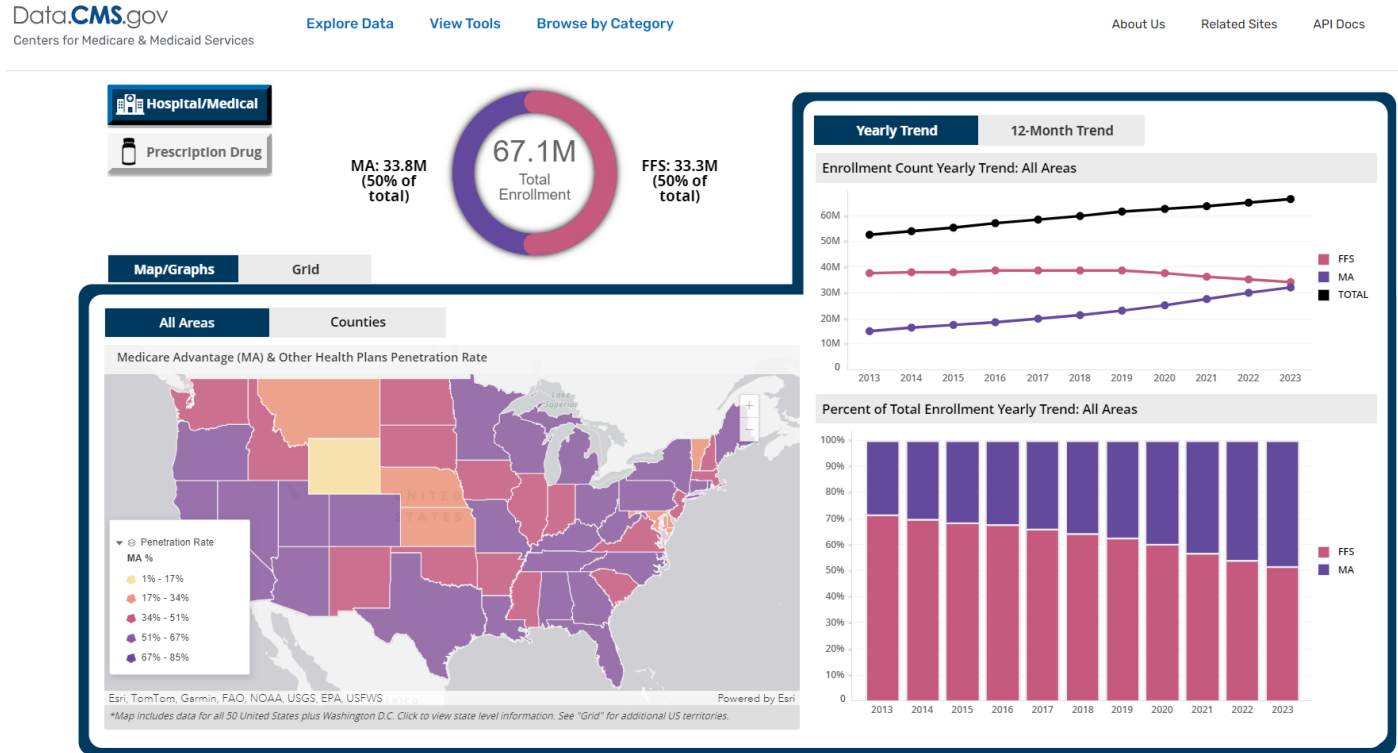 Data.CMS.gov
Centers for Medicare & Medicaid Services
Explore Data
View Tools
Browse by Category
About Us
Related Sites
API Docs
Hospital/Medical
Prescription Drug
MA: 33.8M
(50% of
total)
67.1M
Total
Enrollment
FFS: 33.3M
(50% of
total)
Map/Graphs
Grid
All Areas
Counties
Medicare Advantage (MA) & Other Health Plans Penetration Rate
Lake
Superior
+
−
UNITED
STATES
MEXICO
Penetration Rate
MA %
1% - 17%
17% - 34%
34% - 51%
51% - 67%
67% - 85%
Esri, TomTom, Garmin, FAO, NOAA, USGS, EPA, USFWS
Powered by Esri
*Map includes data for all 50 United States plus Washington D.C. Click to view state level information. See "Grid" for additional US territories.
Yearly Trend
12-Month Trend
Enrollment Count Yearly Trend: All Areas
60M
50M
40M
30M
20M
10M
0
2013 2014 2015 2016 2017 2018 2019 2020 2021 2022 2023
FFS
MA
TOTAL
Percent of Total Enrollment Yearly Trend: All Areas
100%
90%
80%
70%
60%
50%
40%
30%
20%
10%
0
2013 2014 2015 2016 2017 2018 2019 2020 2021 2022 2023
FFS
MA